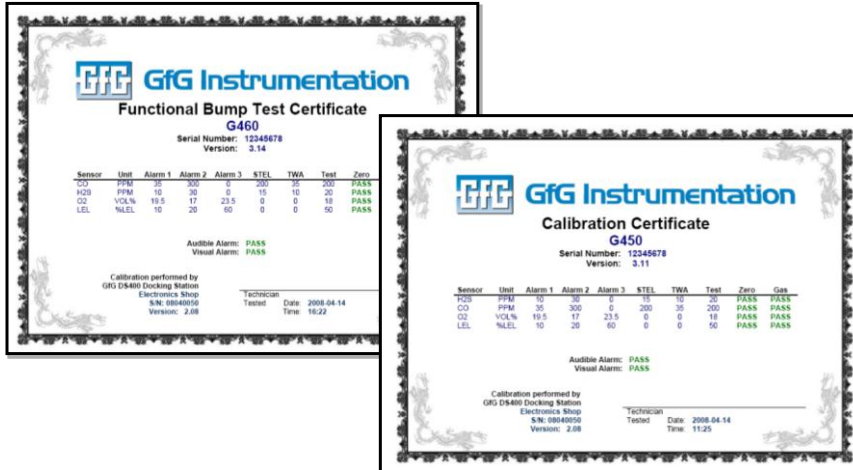 GfG GfG Instrumentation
Functional Bump Test Certificate
G460
Serial Number: 12345678
Version: 3.14
Sensor Unit Alarm 1 Alarm 2 Alarm 3 STEL TWA Test Zero
CO PPM 35 300 0 200 35 200 PASS
H2S PPM 10 30 0 15 10 20 PASS
O2 VOL% 19.5 17 23.5 0 0 18 PASS
LEL %LEL 10 20 60 0 0 50 PASS
Audible Alarm: PASS
Visual Alarm: PASS
Calibration performed by
GfG DS400 Docking Station
Electronics Shop Technician
S/N: 08040050 Tested Date: 2008-04-14
Version: 2.08 Time: 16:22
GfG GfG Instrumentation
Calibration Certificate
G450
Serial Number: 12345678
Version: 3.11
Sensor Unit Alarm 1 Alarm 2 Alarm 3 STEL TWA Test Zero Gas
H2S PPM 10 30 0 15 10 20 PASS PASS
CO PPM 35 300 0 200 35 200 PASS PASS
O2 VOL% 19.5 17 23.5 0 0 18 PASS PASS
LEL %LEL 10 20 60 0 0 50 PASS PASS
Audible Alarm: PASS
Visual Alarm: PASS
Calibration performed by
GfG DS400 Docking Station
Electronics Shop Technician
S/N: 08040050 Tested Date: 2008-04-14
Version: 2.08 Time: 11:25